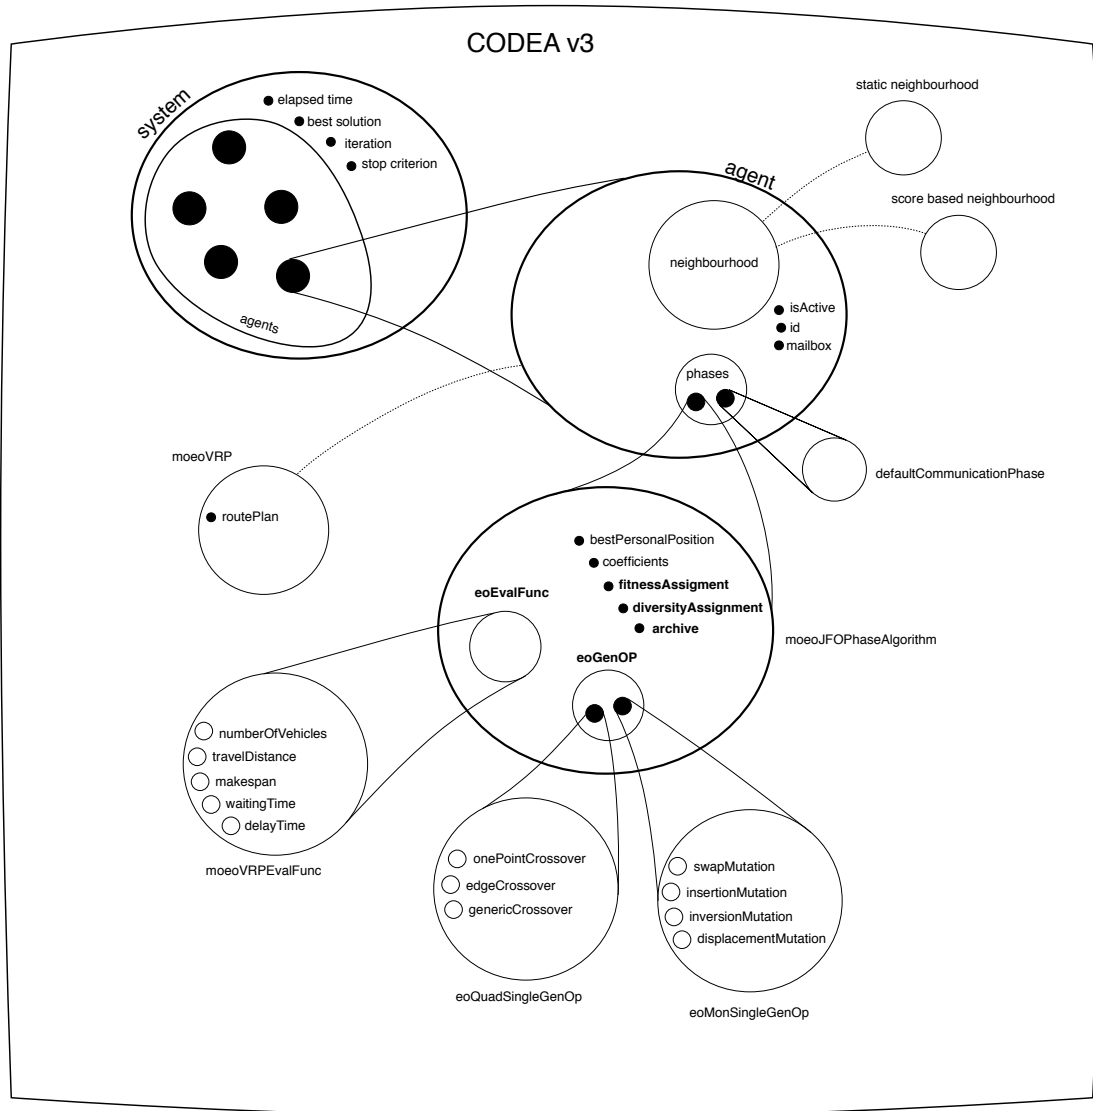 CODEA v3
system
elapsed time
best solution
iteration
stop criterion
agents
agent
static neighbourhood
score based neighbourhood
neighbourhood
isActive
id
mailbox
phases
defaultCommunicationPhase
moeoVRP
routePlan
bestPersonalPosition
coefficients
fitnessAssigment
diversityAssignment
archive
eoEvalFunc
eoGenOP
moeoJFOPhaseAlgorithm
numberOfVehicles
travelDistance
makespan
waitingTime
delayTime
moeoVRPEvalFunc
onePointCrossover
edgeCrossover
genericCrossover
eoQuadSingleGenOp
swapMutation
insertionMutation
inversionMutation
displacementMutation
eoMonSingleGenOp